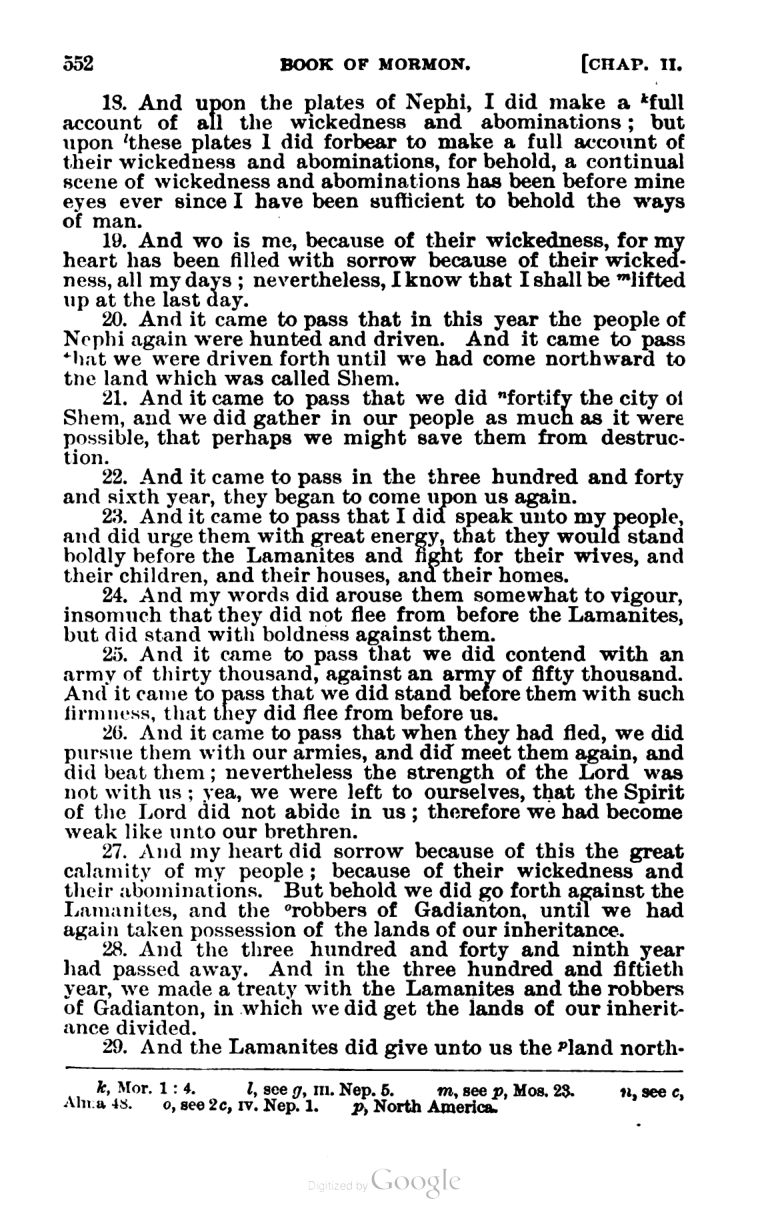 552 BOOK OF MORMON. [CHAP. II.
18. And upon the plates of Nephi, I did make a ᵏfull
account of all the wickedness and abominations; but
upon ˡthese plates I did forbear to make a full account of
their wickedness and abominations, for behold, a continual
scene of wickedness and abominations has been before mine
eyes ever since I have been sufficient to behold the ways
of man.
19. And wo is me, because of their wickedness, for my
heart has been filled with sorrow because of their wicked-
ness, all my days; nevertheless, I know that I shall be ᵐlifted
up at the last day.
20. And it came to pass that in this year the people of
Nephi again were hunted and driven. And it came to pass
that we were driven forth until we had come northward to
the land which was called Shem.
21. And it came to pass that we did ⁿfortify the city of
Shem, and we did gather in our people as much as it were
possible, that perhaps we might save them from destruc-
tion.
22. And it came to pass in the three hundred and forty
and sixth year, they began to come upon us again.
23. And it came to pass that I did speak unto my people,
and did urge them with great energy, that they would stand
boldly before the Lamanites and fight for their wives, and
their children, and their houses, and their homes.
24. And my words did arouse them somewhat to vigour,
insomuch that they did not flee from before the Lamanites,
but did stand with boldness against them.
25. And it came to pass that we did contend with an
army of thirty thousand, against an army of fifty thousand.
And it came to pass that we did stand before them with such
firmness, that they did flee from before us.
26. And it came to pass that when they had fled, we did
pursue them with our armies, and did meet them again, and
did beat them; nevertheless the strength of the Lord was
not with us; yea, we were left to ourselves, that the Spirit
of the Lord did not abide in us; therefore we had become
weak like unto our brethren.
27. And my heart did sorrow because of this the great
calamity of my people; because of their wickedness and
their abominations. But behold we did go forth against the
Lamanites, and the ᵒrobbers of Gadianton, until we had
again taken possession of the lands of our inheritance.
28. And the three hundred and forty and ninth year
had passed away. And in the three hundred and fiftieth
year, we made a treaty with the Lamanites and the robbers
of Gadianton, in which we did get the lands of our inherit-
ance divided.
29. And the Lamanites did give unto us the ᵖland north-
k, Mor. 1 : 4. l, see g, III. Nep. 5. m, see p, Mos. 23. n, see c,
Alma 48. o, see 2c, IV. Nep. 1. p, North America.
Digitized by Google